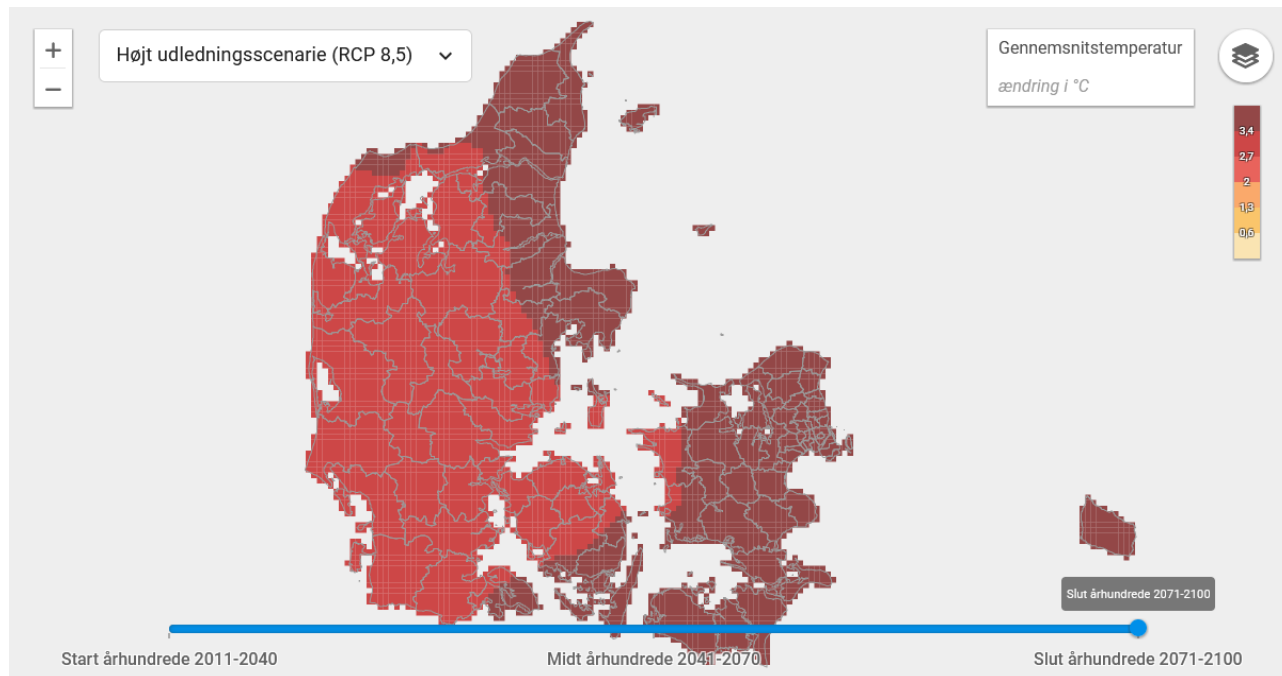 +
Højt udledningsscenarie (RCP 8,5)
−
Gennemsnitstemperatur
ændring i °C
3,4
2,7
2
1,3
0,6
Slut århundrede 2071-2100
Start århundrede 2011-2040
Midt århundrede 2041-2070
Slut århundrede 2071-2100